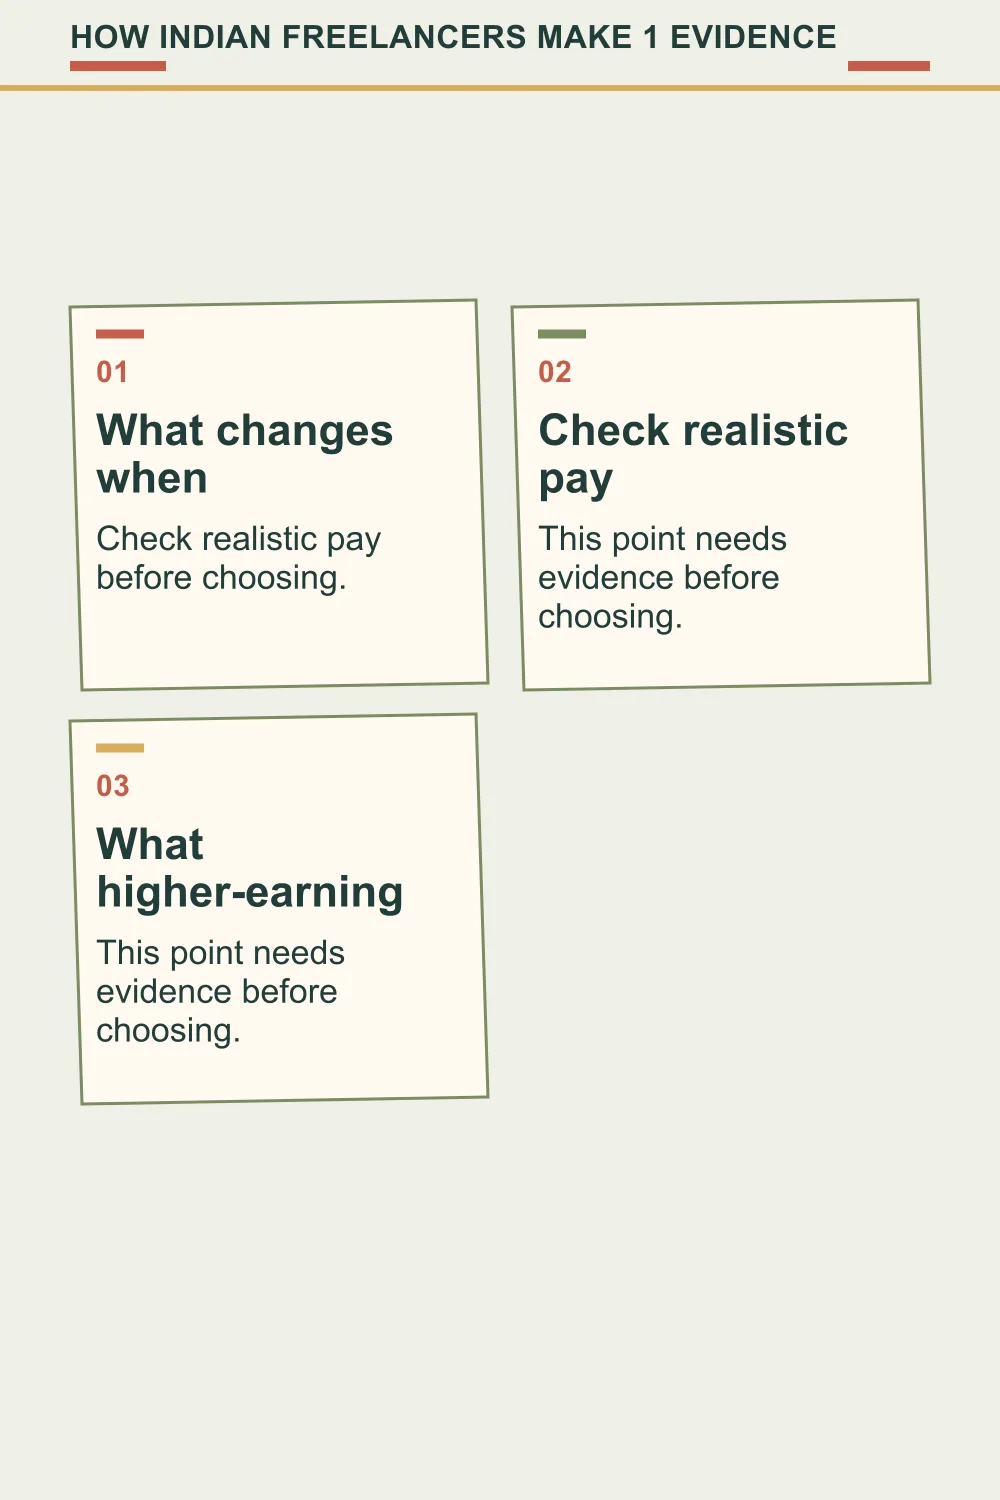 HOW INDIAN FREELANCERS MAKE 1 EVIDENCE
01
What changes
when
Check realistic pay
before choosing.
02
Check realistic
pay
This point needs
evidence before
choosing.
03
What
higher-earning
This point needs
evidence before
choosing.